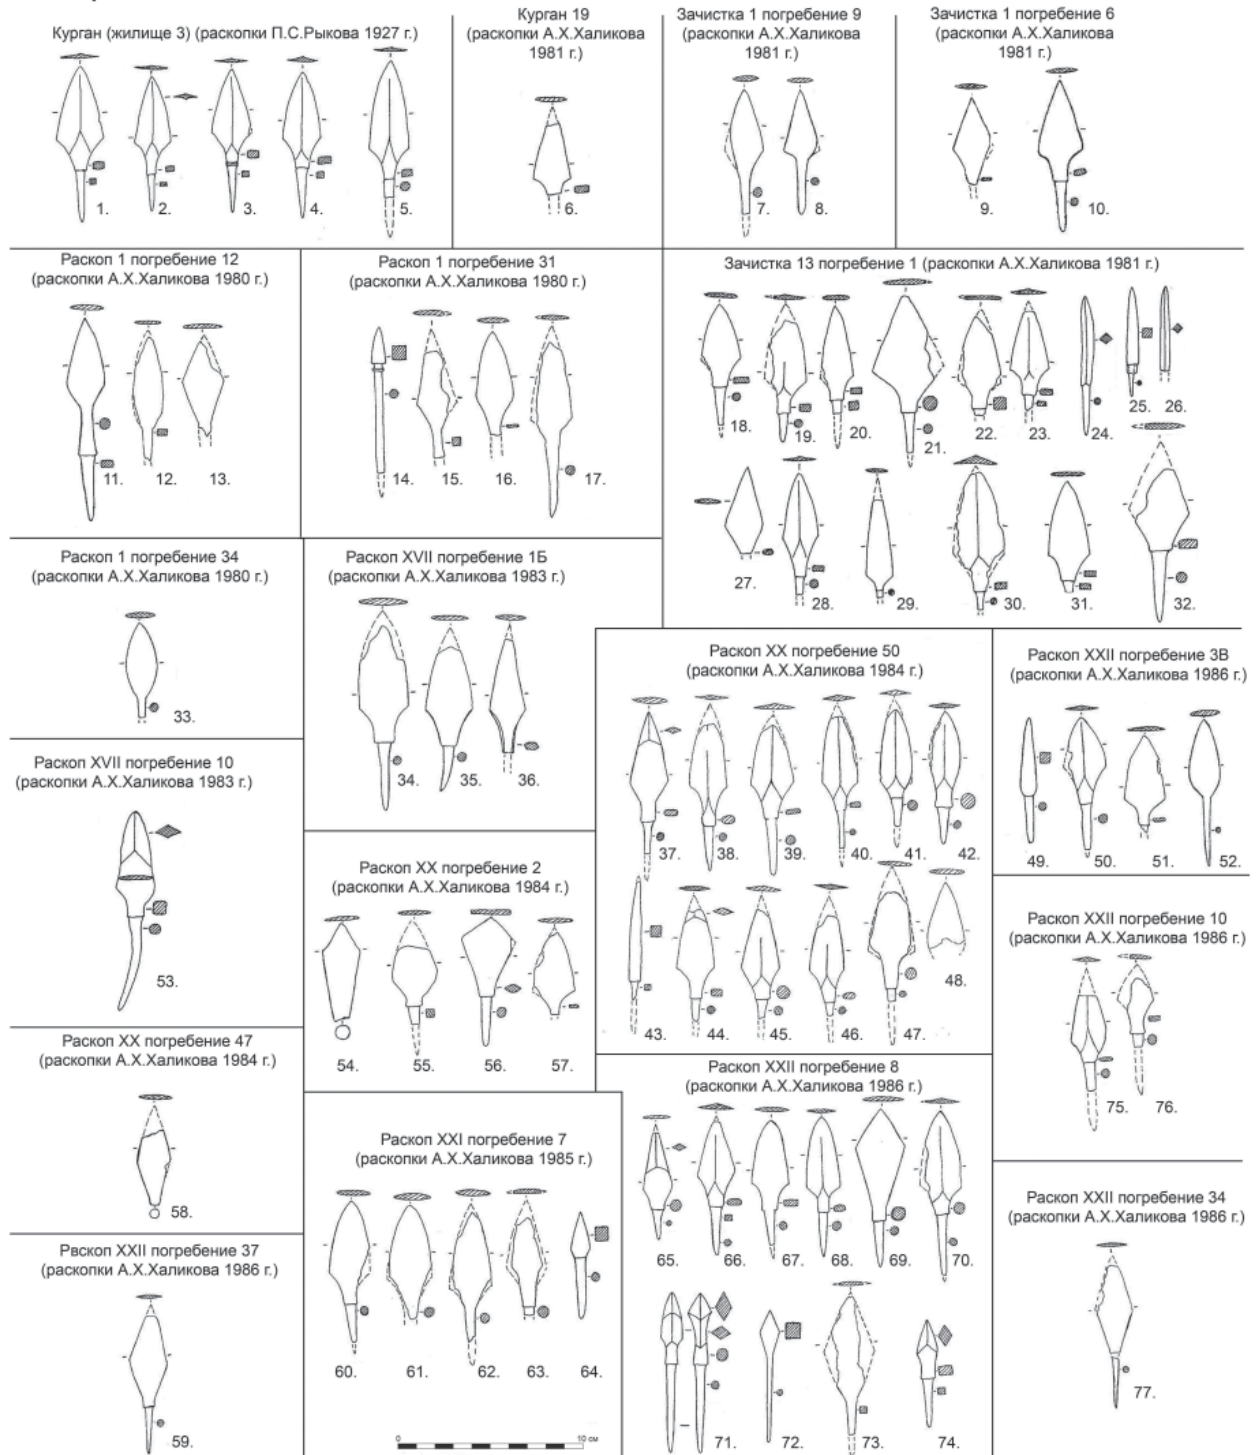 Курган (жилище 3) (раскопки П.С.Рыкова 1927 г.)
1. 2. 3. 4. 5.
Курган 19
(раскопки А.Х.Халикова
1981 г.)
6.
Зачистка 1 погребение 9
(раскопки А.Х.Халикова
1981 г.)
7. 8.
Зачистка 1 погребение 6
(раскопки А.Х.Халикова
1981 г.)
9. 10.
Раскоп 1 погребение 12
(раскопки А.Х.Халикова 1980 г.)
11. 12. 13.
Раскоп 1 погребение 31
(раскопки А.Х.Халикова 1980 г.)
14. 15. 16. 17.
Зачистка 13 погребение 1 (раскопки А.Х.Халикова 1981 г.)
18. 19. 20. 21. 22. 23. 24. 25. 26.
27. 28. 29. 30. 31. 32.
Раскоп 1 погребение 34
(раскопки А.Х.Халикова 1980 г.)
33.
Раскоп XVII погребение 1Б
(раскопки А.Х.Халикова 1983 г.)
34. 35. 36.
Раскоп XX погребение 50
(раскопки А.Х.Халикова 1984 г.)
37. 38. 39. 40. 41. 42.
43. 44. 45. 46. 47. 48.
Раскоп XXII погребение 3В
(раскопки А.Х.Халикова 1986 г.)
49. 50. 51. 52.
Раскоп XVII погребение 10
(раскопки А.Х.Халикова 1983 г.)
53.
Раскоп XX погребение 2
(раскопки А.Х.Халикова 1984 г.)
54. 55. 56. 57.
Раскоп XXII погребение 10
(раскопки А.Х.Халикова 1986 г.)
75. 76.
Раскоп XX погребение 47
(раскопки А.Х.Халикова 1984 г.)
58.
Раскоп XXI погребение 7
(раскопки А.Х.Халикова 1985 г.)
60. 61. 62. 63. 64.
0 10 см
Раскоп XXII погребение 8
(раскопки А.Х.Халикова 1986 г.)
65. 66. 67. 68. 69. 70.
71. 72. 73. 74.
Раскоп XXII погребение 34
(раскопки А.Х.Халикова 1986 г.)
77.
Рвскоп XXII погребение 37
(раскопки А.Х.Халикова 1986 г.)
59.